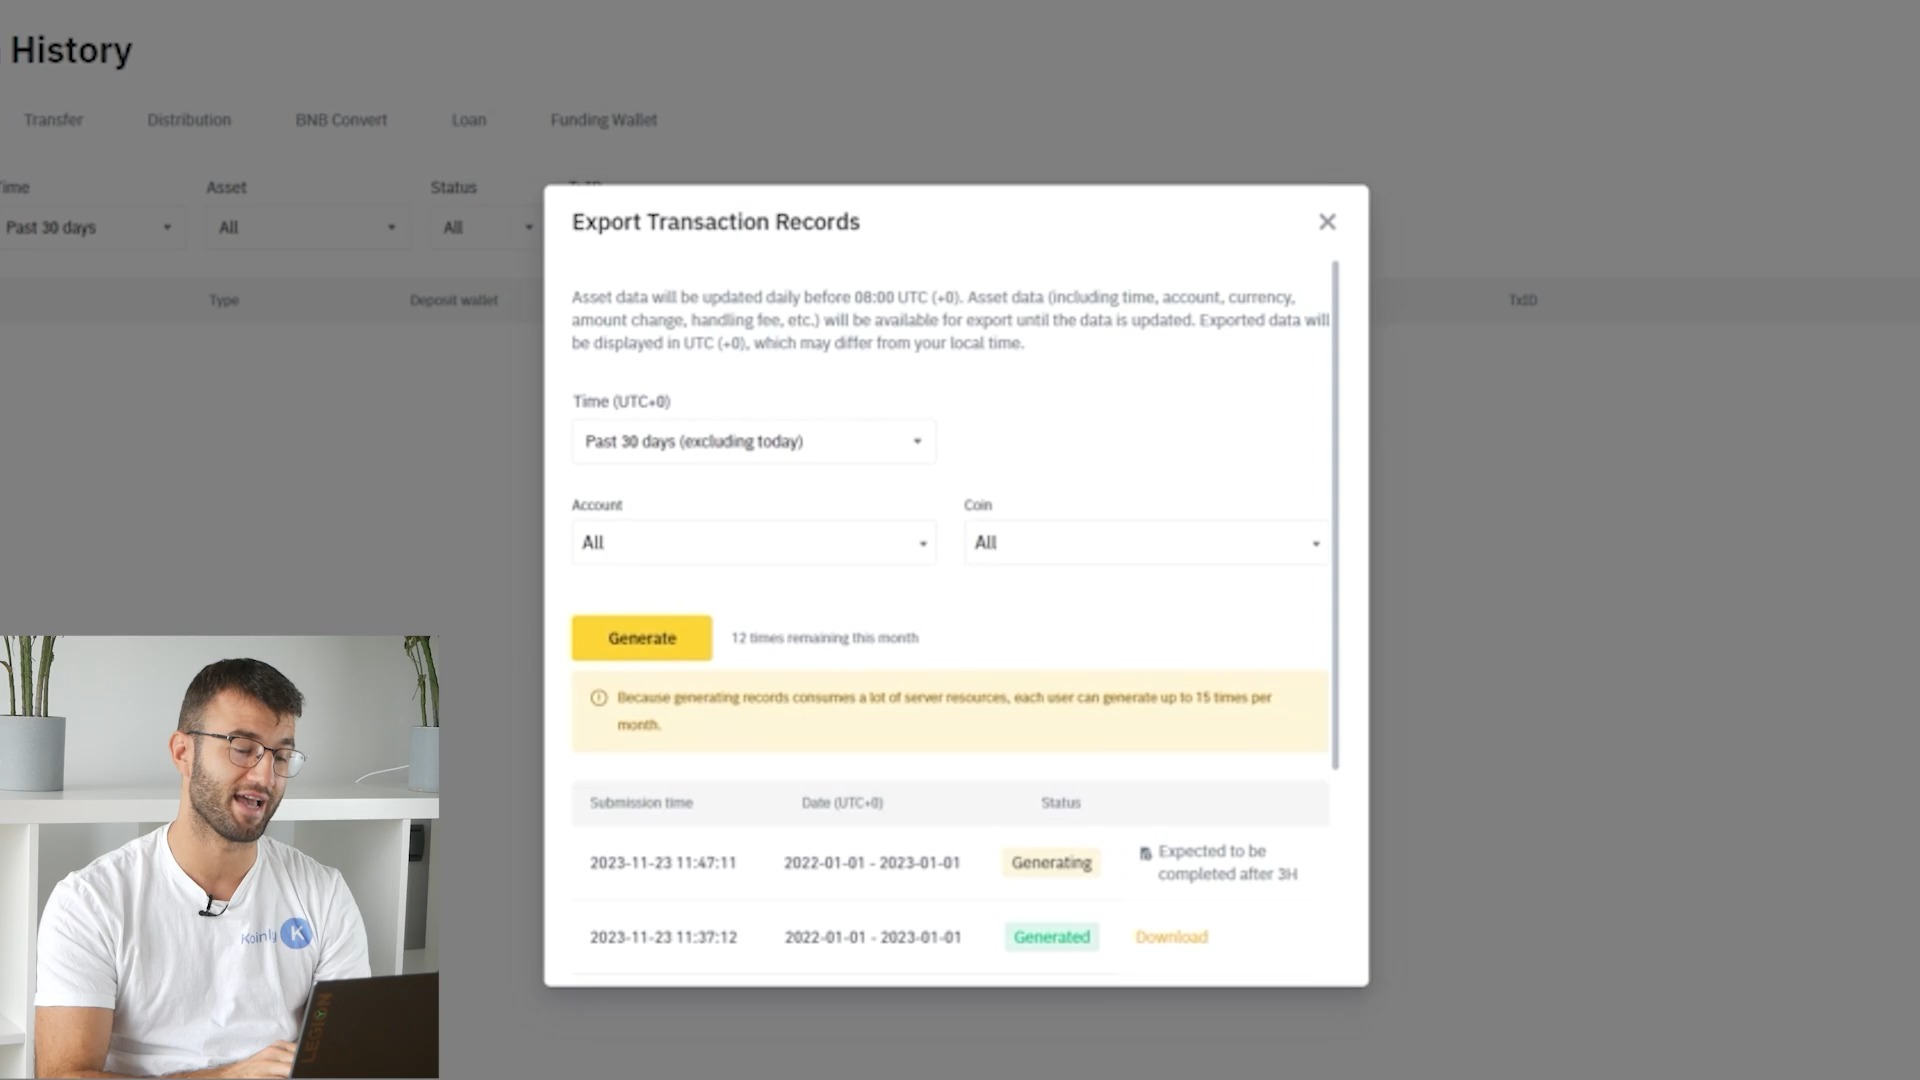 History
Transfer Distribution BNB Convert Loan Funding Wallet
Time Asset Status
Past 30 days All All
Type Deposit wallet TxID
Export Transaction Records
Asset data will be updated daily before 08:00 UTC (+0). Asset data (including time, account, currency,
amount change, handling fee, etc.) will be available for export until the data is updated. Exported data will
be displayed in UTC (+0), which may differ from your local time.
Time (UTC+0)
Past 30 days (excluding today)
Account Coin
All All
Generate 12 times remaining this month
Because generating records consumes a lot of server resources, each user can generate up to 15 times per
month.
Submission time Date (UTC+0) Status
2023-11-23 11:47:11 2022-01-01 - 2023-01-01 Generating Expected to be
completed after 3H
2023-11-23 11:37:12 2022-01-01 - 2023-01-01 Generated Download
Koinly K
LEGION